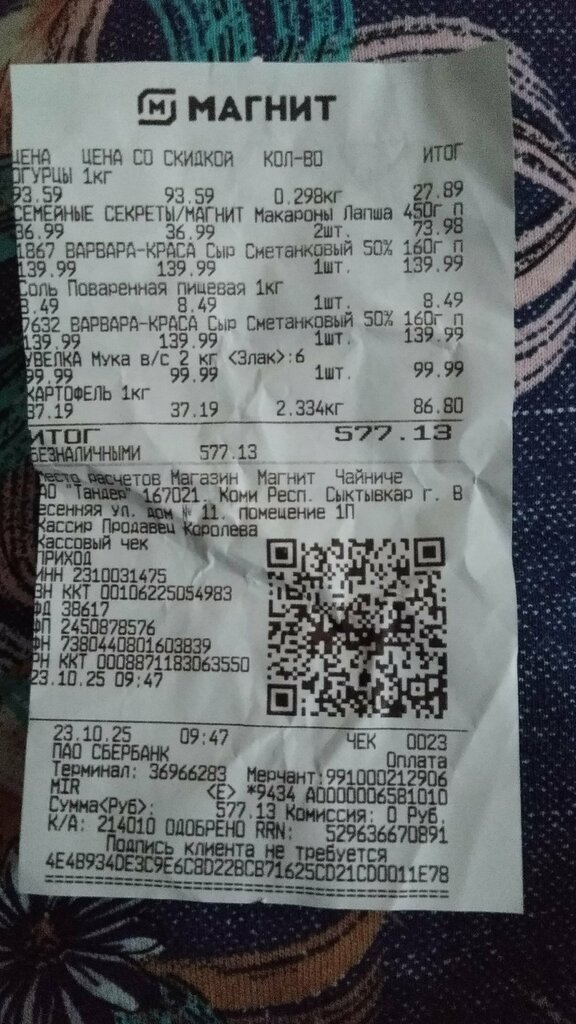 МАГНИТ
ЦЕНА ЦЕНА СО СКИДКОЙ КОЛ-ВО ИТОГ
ОГУРЦЫ 1кг
93.59 93.59 0.298кг 27.89
СЕМЕЙНЫЕ СЕКРЕТЫ/МАГНИТ Макароны Лапша 450г п
36.99 36.99 2шт. 73.98
1867 ВАРВАРА-КРАСА Сыр Сметанковый 50% 160г п
139.99 139.99 1шт. 139.99
Соль Поваренная пищевая 1кг
8.49 8.49 1шт. 8.49
7632 ВАРВАРА-КРАСА Сыр Сметанковый 50% 160г п
139.99 139.99 1шт. 139.99
УВЕЛКА Мука в/с 2 кг <Злак>:6
99.99 99.99 1шт. 99.99
КАРТОФЕЛЬ 1кг
37.19 37.19 2.334кг 86.80
ИТОГ 577.13
БЕЗНАЛИЧНЫМИ 577.13
Место расчетов Магазин Магнит Чайниче
АО "Тандер" 167021. Коми Респ. Сыктывкар г. В
есенняя ул. дом № 11. помещение 1П
Кассир Продавец Королева
Кассовый чек
ПРИХОД
ИНН 2310031475
ЗН ККТ 00106225054983
ФД 38617
ФП 2450878576
ФН 7380440801603839
РН ККТ 0008871183063550
23.10.25 09:47
23.10.25 09:47 ЧЕК 0023
ПАО СБЕРБАНК Оплата
Терминал: 36966283 Мерчант:991000212906
MIR <E> *9434 A0000006581010
Сумма<Руб>: 577.13 Комиссия: 0 Руб.
К/А: 214010 ОДОБРЕНО RRN: 529636670891
Подпись клиента не требуется
4E4B934DE3C9E6C8D22BCB71625CD21CD0011E78